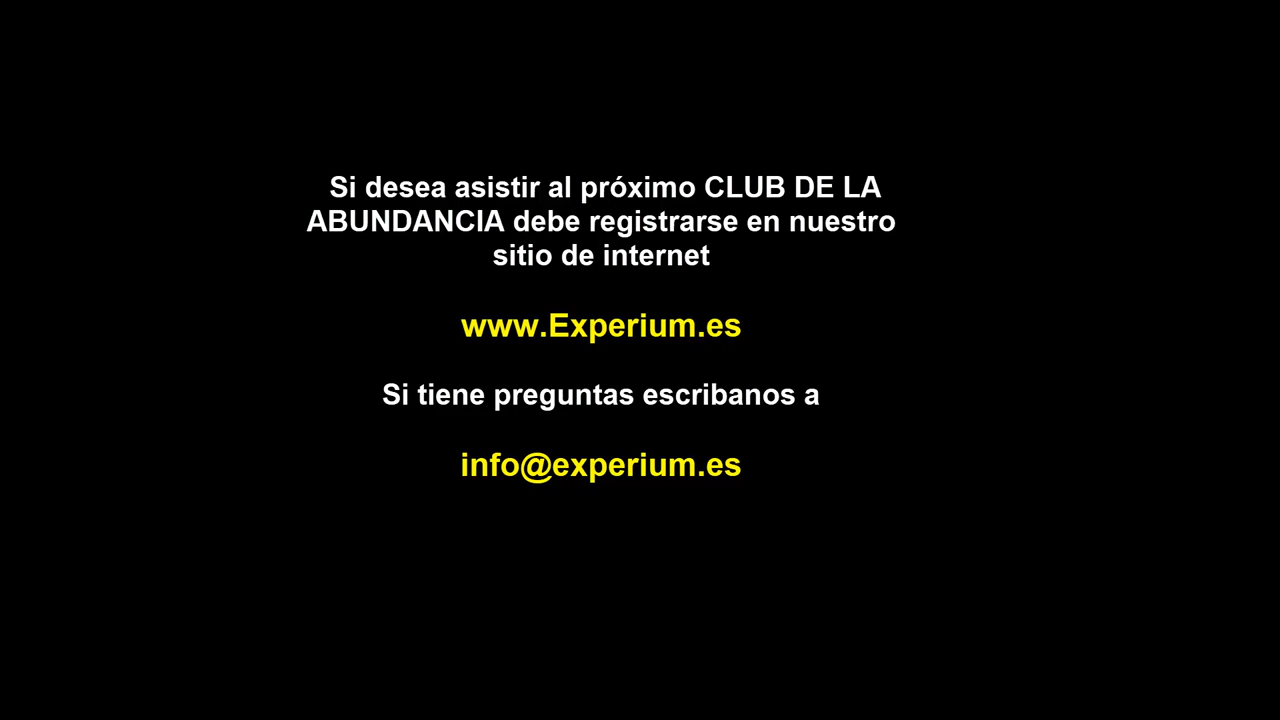 Si desea asistir al próximo CLUB DE LA
ABUNDANCIA debe registrarse en nuestro
sitio de internet
www.Experium.es
Si tiene preguntas escribanos a
info@experium.es